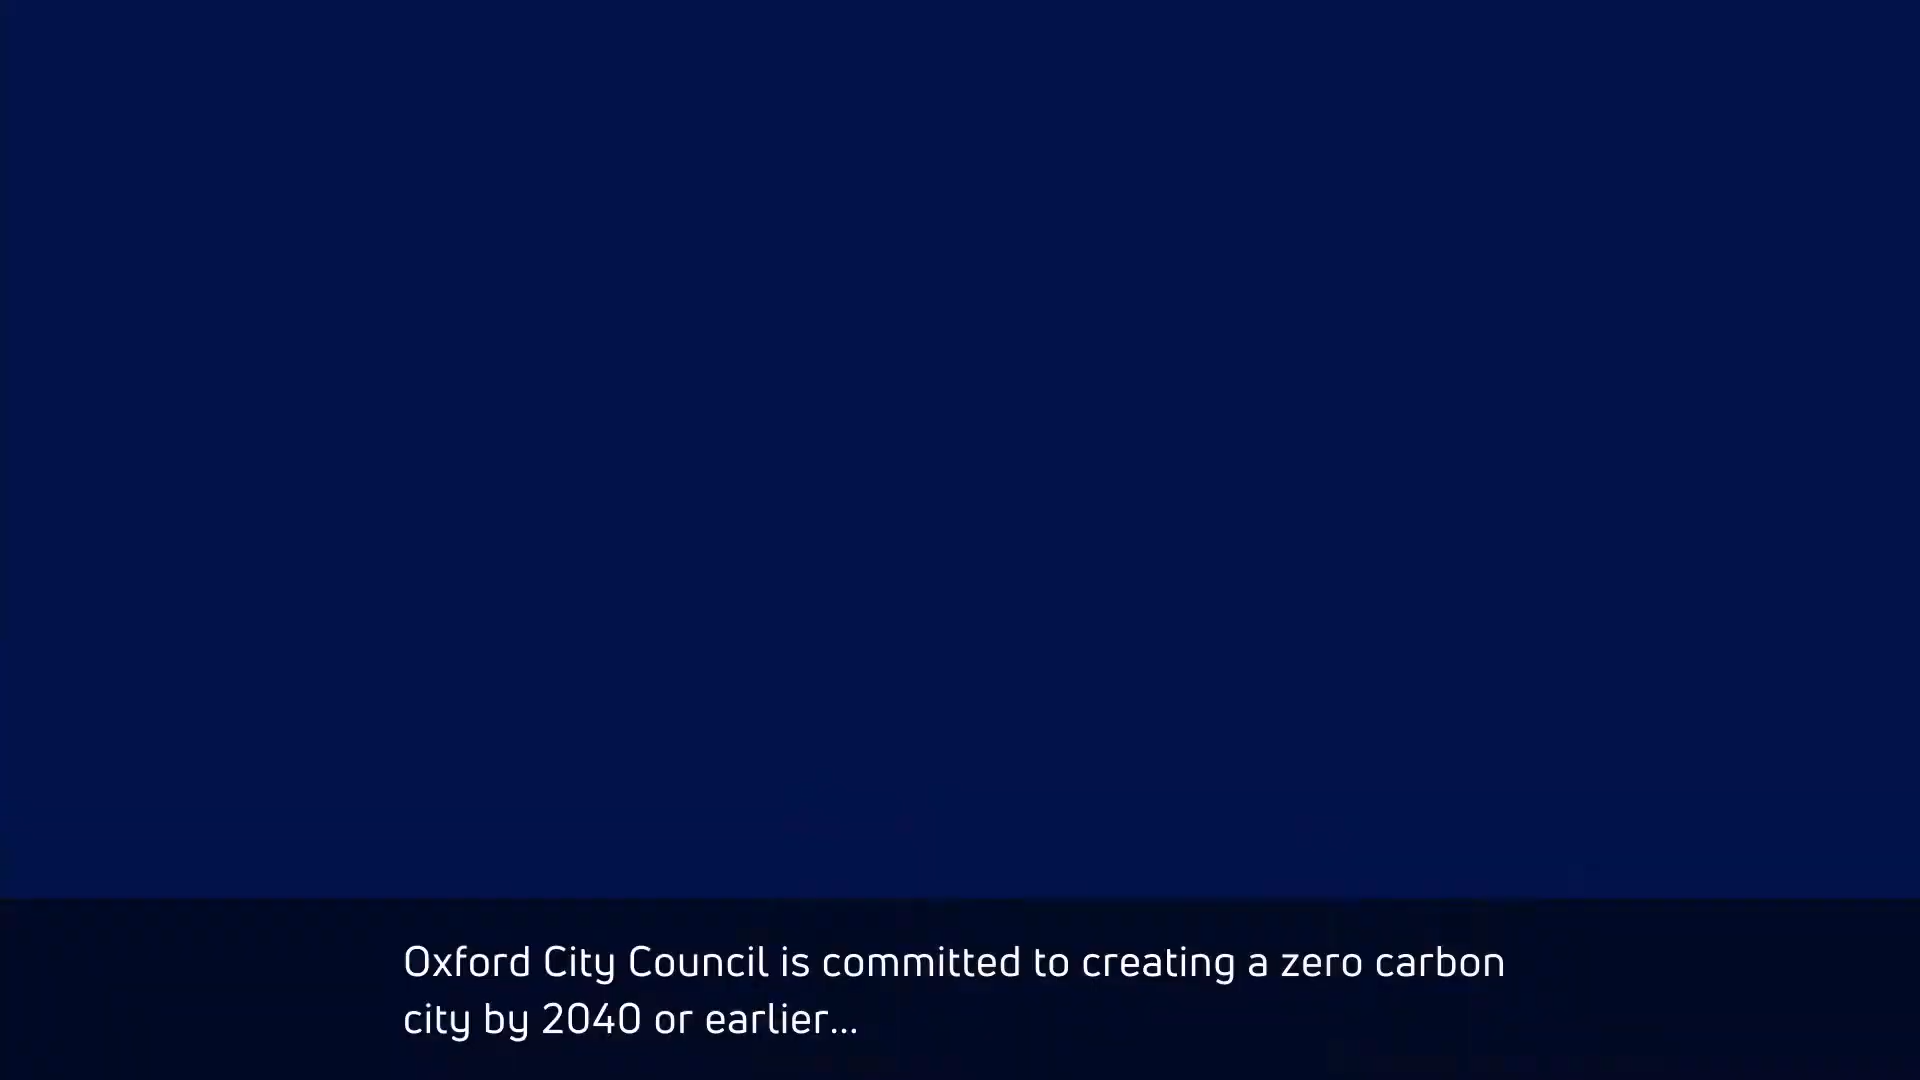 Oxford City Council is committed to creating a zero carbon
city by 2040 or earlier...